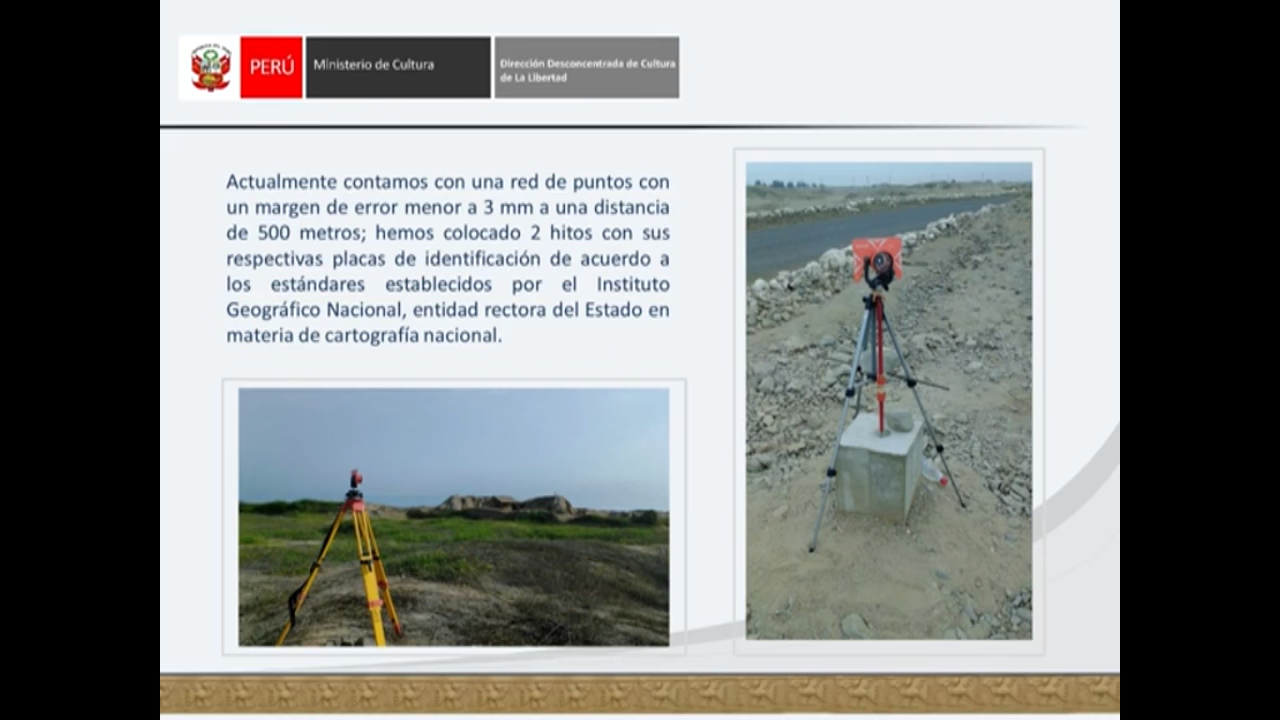 PERÚ
Ministerio de Cultura
Dirección Desconcentrada de Cultura
de La Libertad
Actualmente contamos con una red de puntos con
un margen de error menor a 3 mm a una distancia
de 500 metros; hemos colocado 2 hitos con sus
respectivas placas de identificación de acuerdo a
los estándares establecidos por el Instituto
Geográfico Nacional, entidad rectora del Estado en
materia de cartografía nacional.